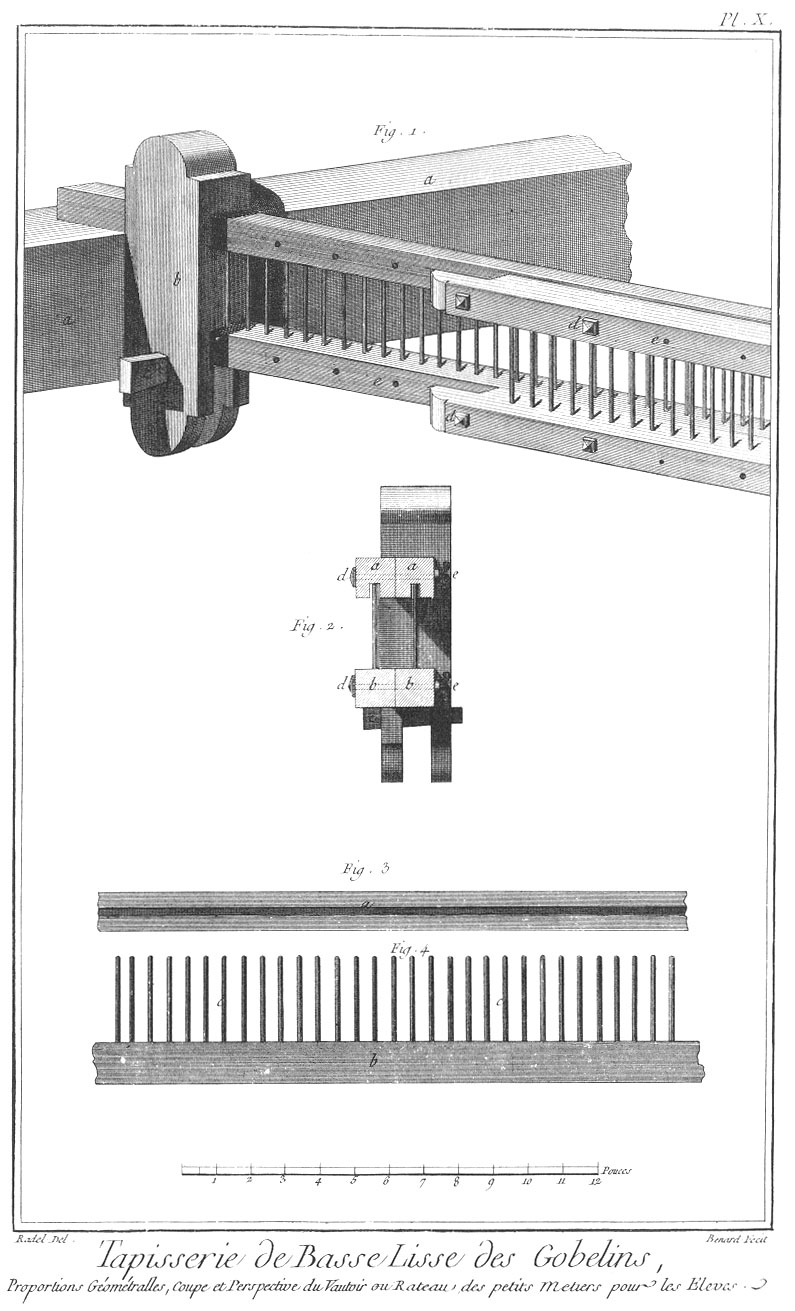 Pl. X.
Fig. 1.
a
b
a
d
e
e
d
a a
d e
Fig. 2.
d b b e
Fig. 3
a
Fig. 4
c c
b
Pouces
1 2 3 4 5 6 7 8 9 10 11 12
Radel Del. Benard Fecit
Tapisserie de Basse Lisse des Gobelins,
Proportions Géométralles, Coupe et Perspective du Vautoir ou Rateau, des petits Metiers pour les Eleves.